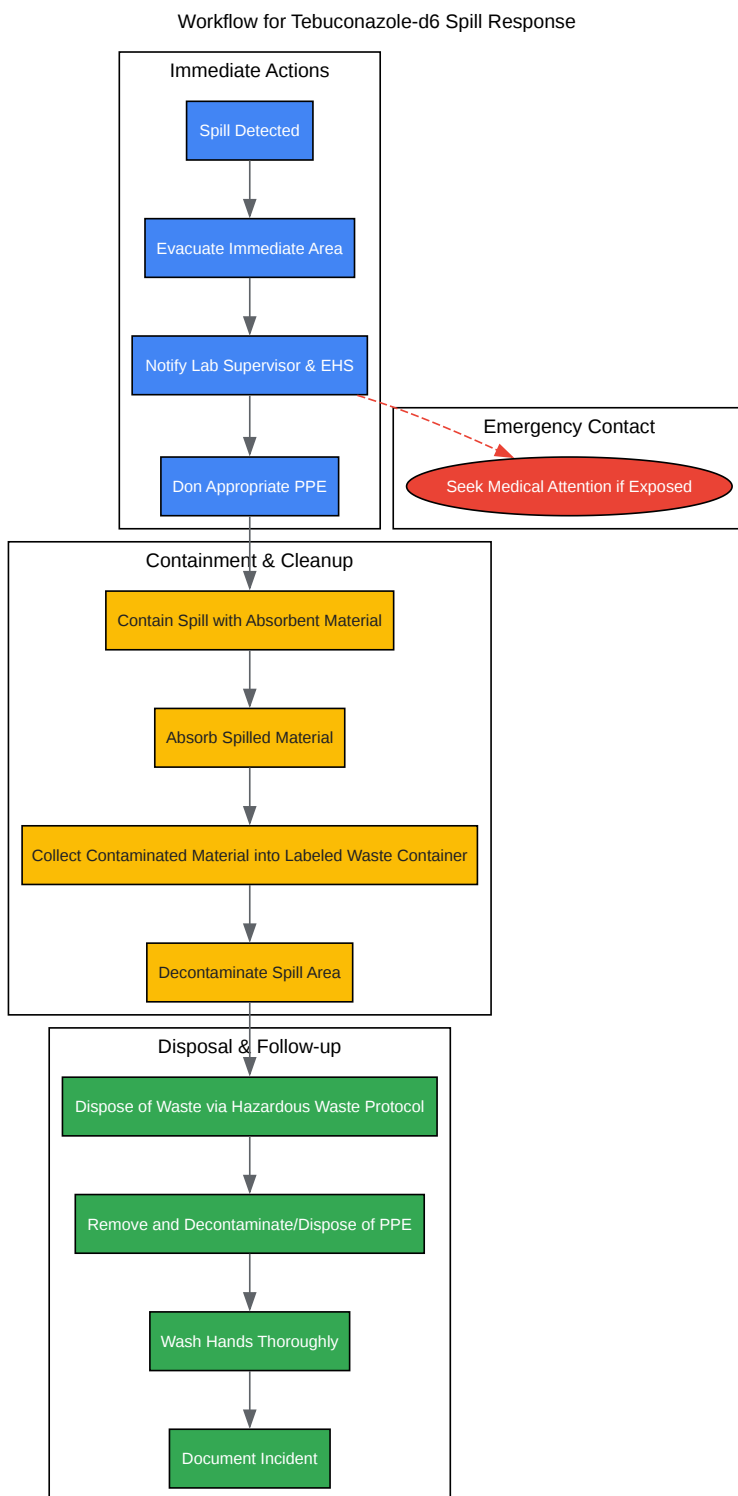 Workflow for Tebuconazole-d6 Spill Response
Immediate Actions
Spill Detected
Evacuate Immediate Area
Notify Lab Supervisor & EHS
Don Appropriate PPE
Emergency Contact
Seek Medical Attention if Exposed
Containment & Cleanup
Contain Spill with Absorbent Material
Absorb Spilled Material
Collect Contaminated Material into Labeled Waste Container
Decontaminate Spill Area
Disposal & Follow-up
Dispose of Waste via Hazardous Waste Protocol
Remove and Decontaminate/Dispose of PPE
Wash Hands Thoroughly
Document Incident